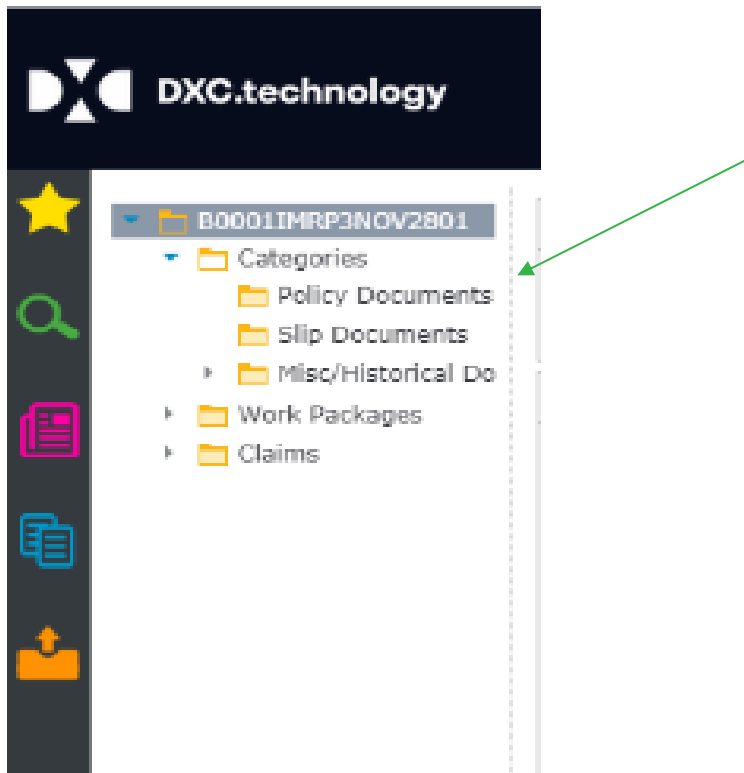 DXC.technology
B0001IMRP3NOV2801
Categories
Policy Documents
Slip Documents
Misc/Historical Do
Work Packages
Claims